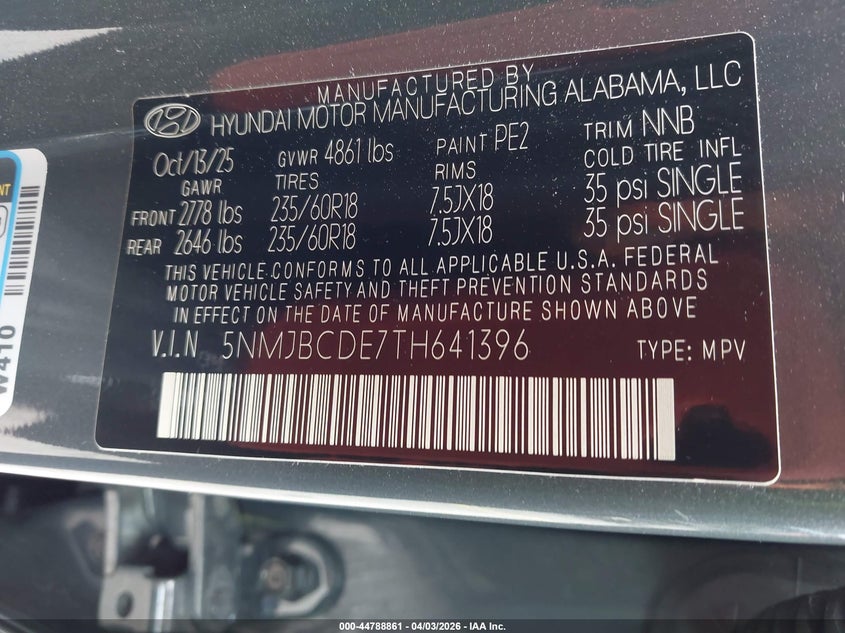 MANUFACTURED BY
HYUNDAI MOTOR MANUFACTURING ALABAMA, LLC
Oct/13/25 GVWR 4861 lbs PAINT PE2 TRIM NNB
GAWR TIRES RIMS COLD TIRE INFL
FRONT 2778 lbs 235/60R18 7.5JX18 35 psi SINGLE
REAR 2646 lbs 235/60R18 7.5JX18 35 psi SINGLE
THIS VEHICLE CONFORMS TO ALL APPLICABLE U.S.A. FEDERAL
MOTOR VEHICLE SAFETY AND THEFT PREVENTION STANDARDS
IN EFFECT ON THE DATE OF MANUFACTURE SHOWN ABOVE.
V.I.N 5NMJBCDE7TH641396 TYPE: MPV
W410
000-44788861 - 04/03/2026 - IAA Inc.